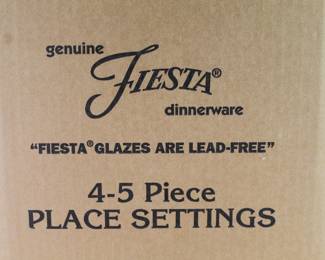 genuine
FIESTA®
dinnerware
"FIESTA® GLAZES ARE LEAD-FREE"
4-5 Piece
PLACE SETTINGS